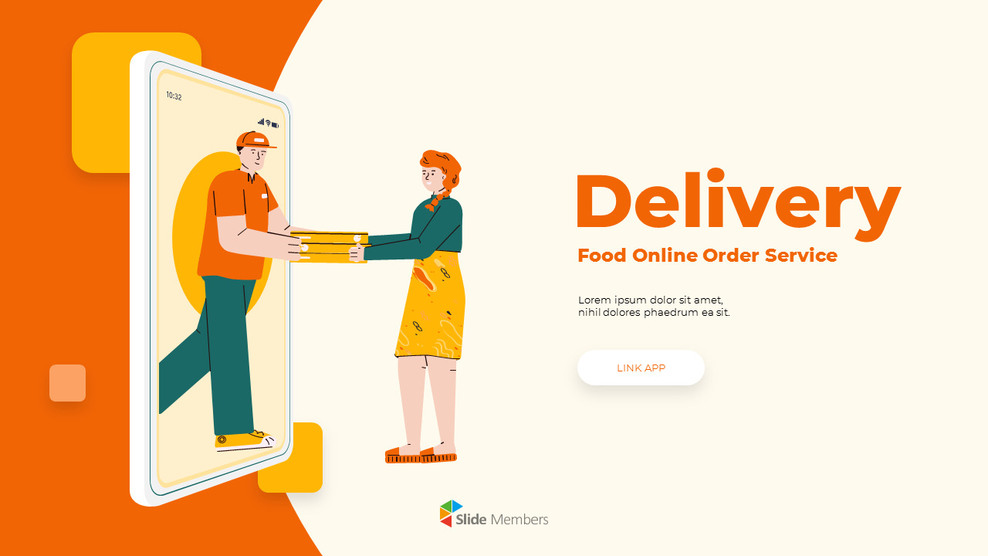 10:32
Delivery
Food Online Order Service
Lorem ipsum dolor sit amet,
nihil dolores phaedrum ea sit.
LINK APP
Slide Members